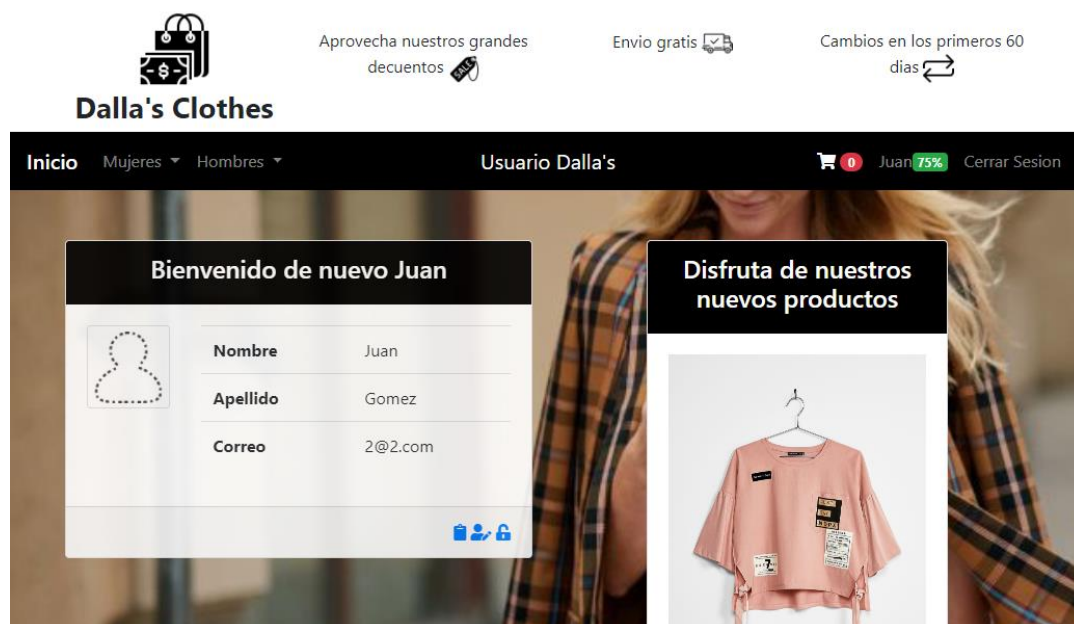 Aprovecha nuestros grandes
decuentos SALE
Envio gratis
Cambios en los primeros 60
dias
Dalla's Clothes
Inicio Mujeres Hombres Usuario Dalla's 0 Juan 75% Cerrar Sesion
Bienvenido de nuevo Juan
Nombre Juan
Apellido Gomez
Correo 2@2.com
Disfruta de nuestros
nuevos productos